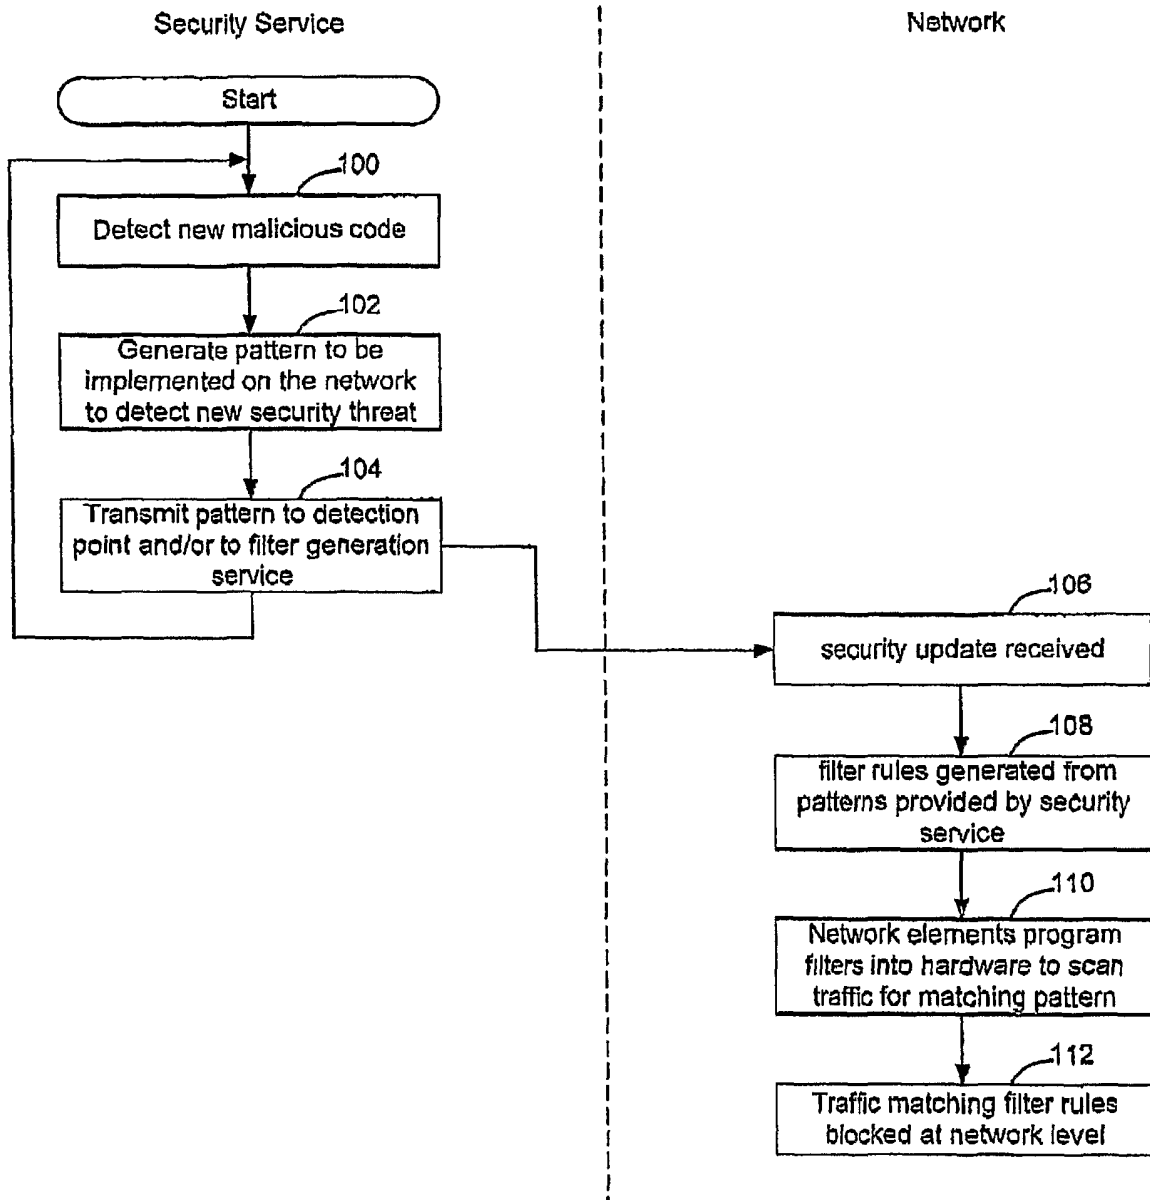 Security Service
Network
Start
100
Detect new malicious code
102
Generate pattern to be
implemented on the network
to detect new security threat
104
Transmit pattern to detection
point and/or to filter generation
service
106
security update received
108
filter rules generated from
patterns provided by security
service
110
Network elements program
filters into hardware to scan
traffic for matching pattern
112
Traffic matching filter rules
blocked at network level